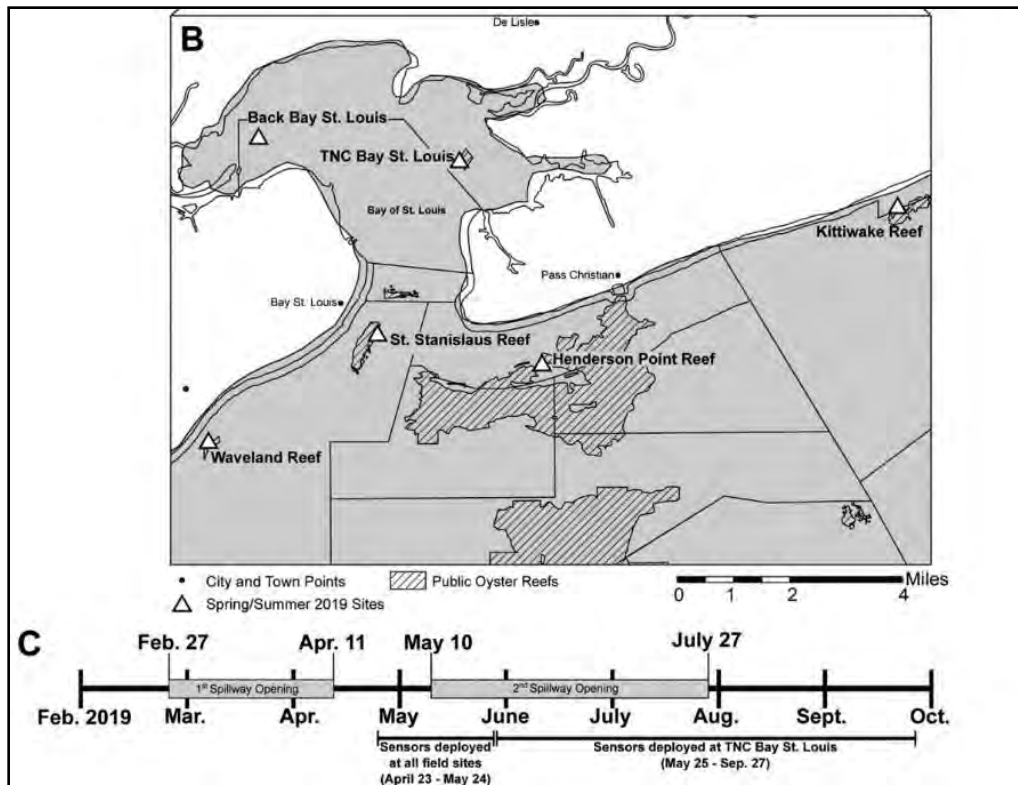 B
De Lisle
Back Bay St. Louis
TNC Bay St. Louis
Bay of St. Louis
Kittiwake Reef
Pass Christian
Bay St. Louis
St. Stanislaus Reef
Henderson Point Reef
Waveland Reef
City and Town Points
Public Oyster Reefs
Miles
Spring/Summer 2019 Sites
0 1 2 4
C
Feb. 27 Apr. 11 May 10 July 27
1st Spillway Opening 2nd Spillway Opening
Feb. 2019 Mar. Apr. May June July Aug. Sept. Oct.
Sensors deployed
at all field sites
(April 23 - May 24)
Sensors deployed at TNC Bay St. Louis
(May 25 - Sep. 27)